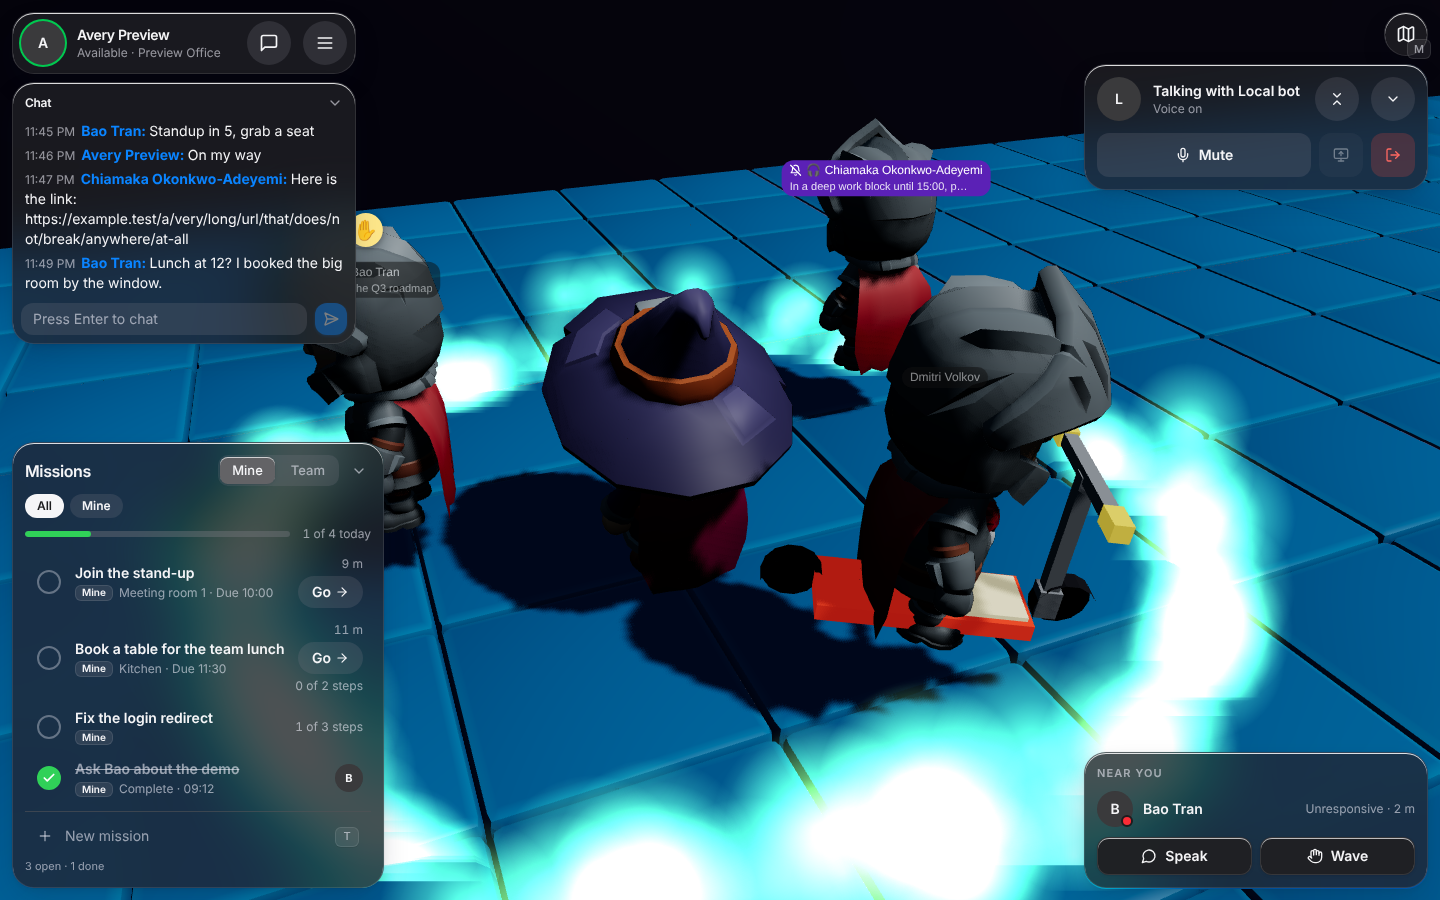 A
Avery Preview
Available · Preview Office
M
Chat
11:45 PM Bao Tran: Standup in 5, grab a seat
11:46 PM Avery Preview: On my way
11:47 PM Chiamaka Okonkwo-Adeyemi: Here is
the link:
https://example.test/a/very/long/url/that/does/n
ot/break/anywhere/at-all
11:49 PM Bao Tran: Lunch at 12? I booked the big
room by the window.
Press Enter to chat
L
Talking with Local bot
Voice on
Mute
Chiamaka Okonkwo-Adeyemi
In a deep work block until 15:00, p…
Bao Tran
he Q3 roadmap
Dmitri Volkov
Missions
Mine
Team
All
Mine
1 of 4 today
Join the stand-up
Mine
Meeting room 1 · Due 10:00
9 m
Go
Book a table for the team lunch
Mine
Kitchen · Due 11:30
11 m
Go
0 of 2 steps
Fix the login redirect
Mine
1 of 3 steps
Ask Bao about the demo
Mine
Complete · 09:12
B
New mission
T
3 open · 1 done
NEAR YOU
B
Bao Tran
Unresponsive · 2 m
Speak
Wave